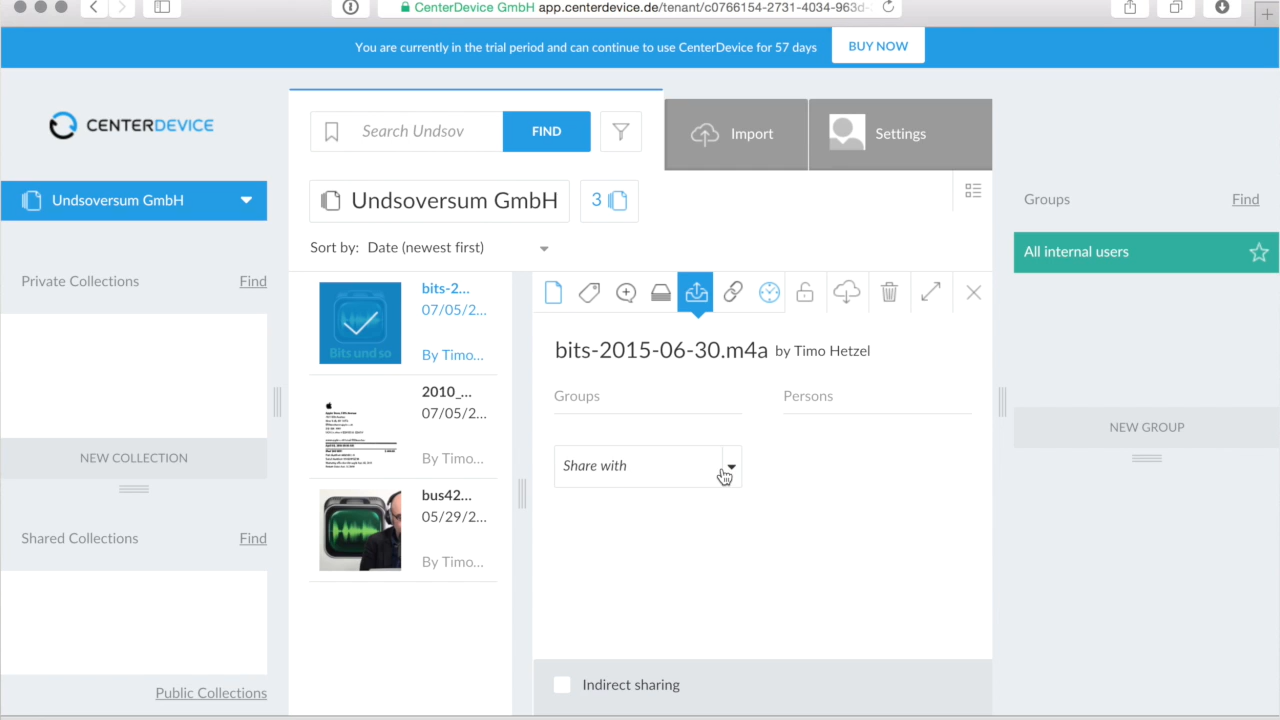 CenterDevice GmbH app.centerdevice.de/tenant/c0766154-2731-4034-963d-
You are currently in the trial period and can continue to use CenterDevice for 57 days
BUY NOW
CENTERDEVICE
Search Undsov
FIND
Import
Settings
Undsoversum GmbH
Undsoversum GmbH
3
Groups
Find
Sort by: Date (newest first)
All internal users
Private Collections
Find
bits-2...
07/05/2...
By Timo...
Bits und so
bits-2015-06-30.m4a by Timo Hetzel
Groups
Persons
2010_...
07/05/2...
By Timo...
NEW GROUP
NEW COLLECTION
Share with
bus42...
05/29/2...
By Timo...
Shared Collections
Find
Indirect sharing
Public Collections